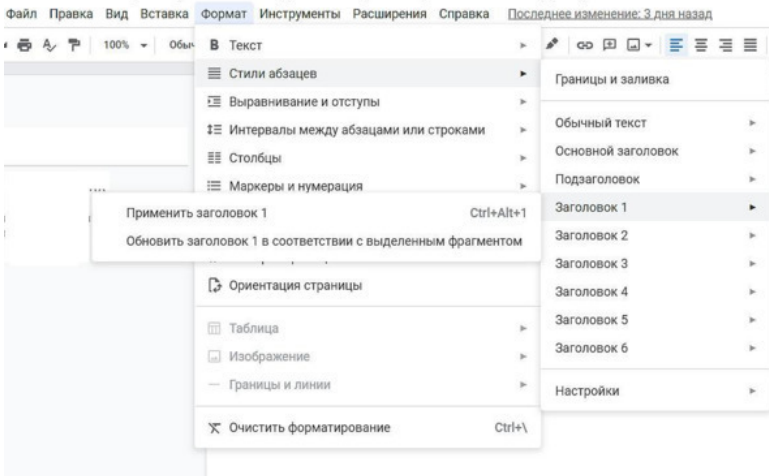 Файл Правка Вид Вставка Формат Инструменты Расширения Справка Последнее изменение: 3 дня назад
100%
B Текст
Стили абзацев
Выравнивание и отступы
Интервалы между абзацами или строками
Столбцы
Маркеры и нумерация
Применить заголовок 1 Ctrl+Alt+1
Обновить заголовок 1 в соответствии с выделенным фрагментом
Ориентация страницы
Таблица
Изображение
Границы и линии
Очистить форматирование Ctrl+\
Границы и заливка
Обычный текст
Основной заголовок
Подзаголовок
Заголовок 1
Заголовок 2
Заголовок 3
Заголовок 4
Заголовок 5
Заголовок 6
Настройки